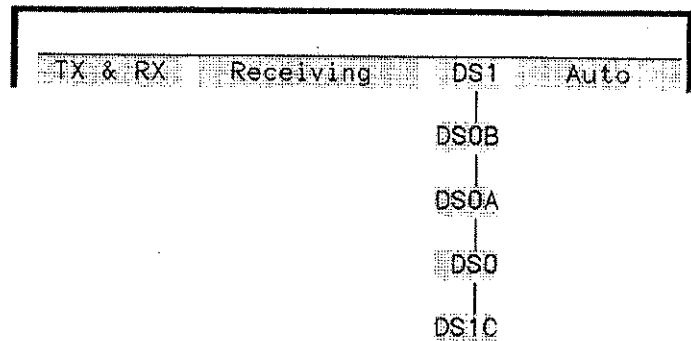 TX & RX Receiving DS1 Auto
DS0B
DS0A
DS0
DS1C